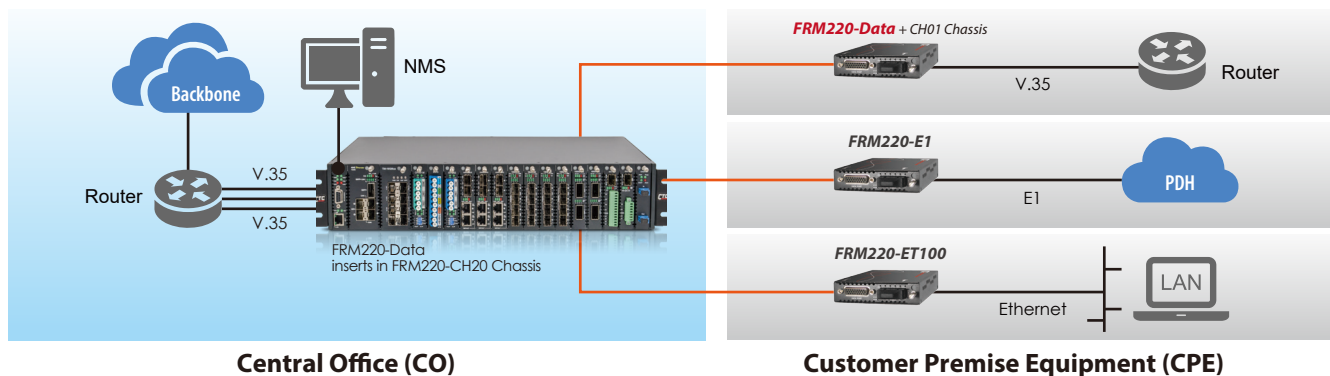 Backbone
NMS
Router
V.35
V.35
FRM220-Data
inserts in FRM220-CH20 Chassis
Central Office (CO)
FRM220-Data + CH01 Chassis
V.35
Router
FRM220-E1
E1
PDH
FRM220-ET100
Ethernet
LAN
Customer Premise Equipment (CPE)